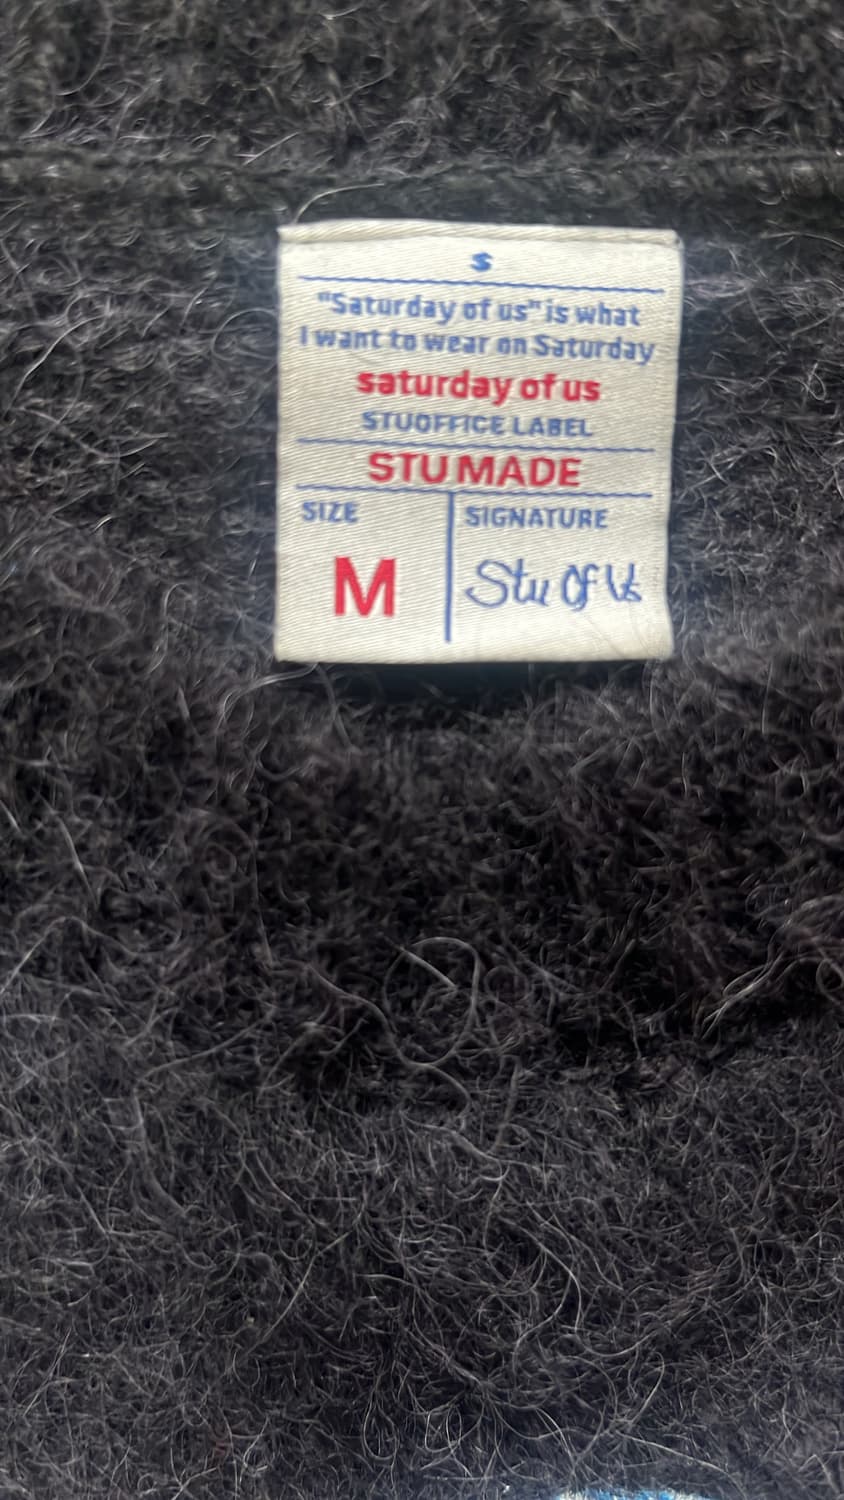 S
"Saturday of us" is what
I want to wear on Saturday
saturday of us
STUOFFICE LABEL
STU MADE
SIZE
M
SIGNATURE
Stu Of Us